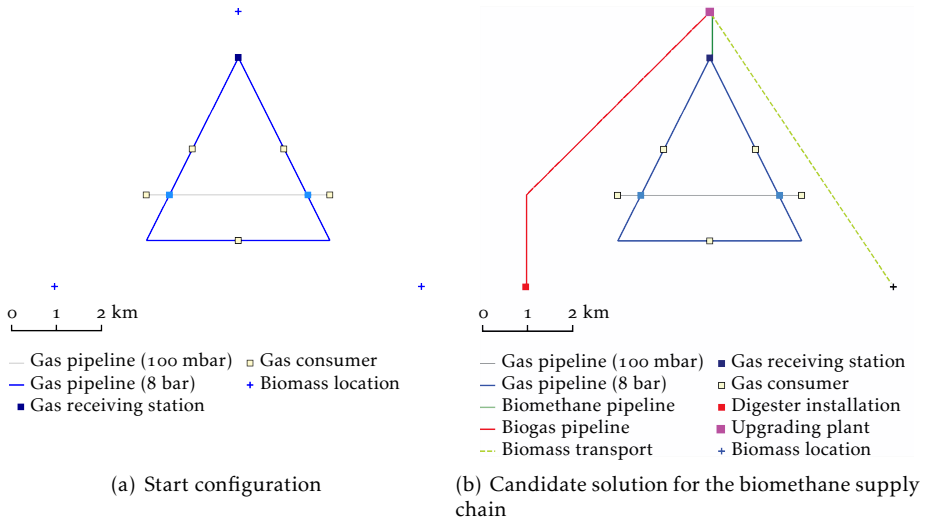 0 1 2 km
Gas pipeline (100 mbar)
Gas pipeline (8 bar)
Gas receiving station
Gas consumer
Biomass location
(a) Start configuration
0 1 2 km
Gas pipeline (100 mbar)
Gas pipeline (8 bar)
Biomethane pipeline
Biogas pipeline
Biomass transport
Gas receiving station
Gas consumer
Digester installation
Upgrading plant
Biomass location
(b) Candidate solution for the biomethane supply
chain